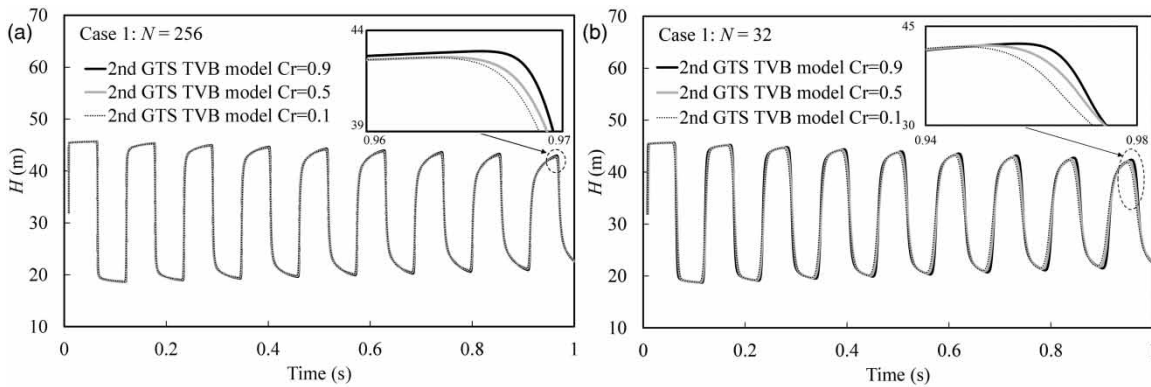 (a)
Case 1: N = 256
2nd GTS TVB model Cr=0.9
2nd GTS TVB model Cr=0.5
2nd GTS TVB model Cr=0.1
44
39
0.96
0.97
70
60
50
40
30
20
10
H (m)
0
0.2
0.4
0.6
0.8
1
Time (s)
(b)
Case 1: N = 32
2nd GTS TVB model Cr=0.9
2nd GTS TVB model Cr=0.5
2nd GTS TVB model Cr=0.1
45
30
0.94
0.98
70
60
50
40
30
20
10
H (m)
0
0.2
0.4
0.6
0.8
1
Time (s)